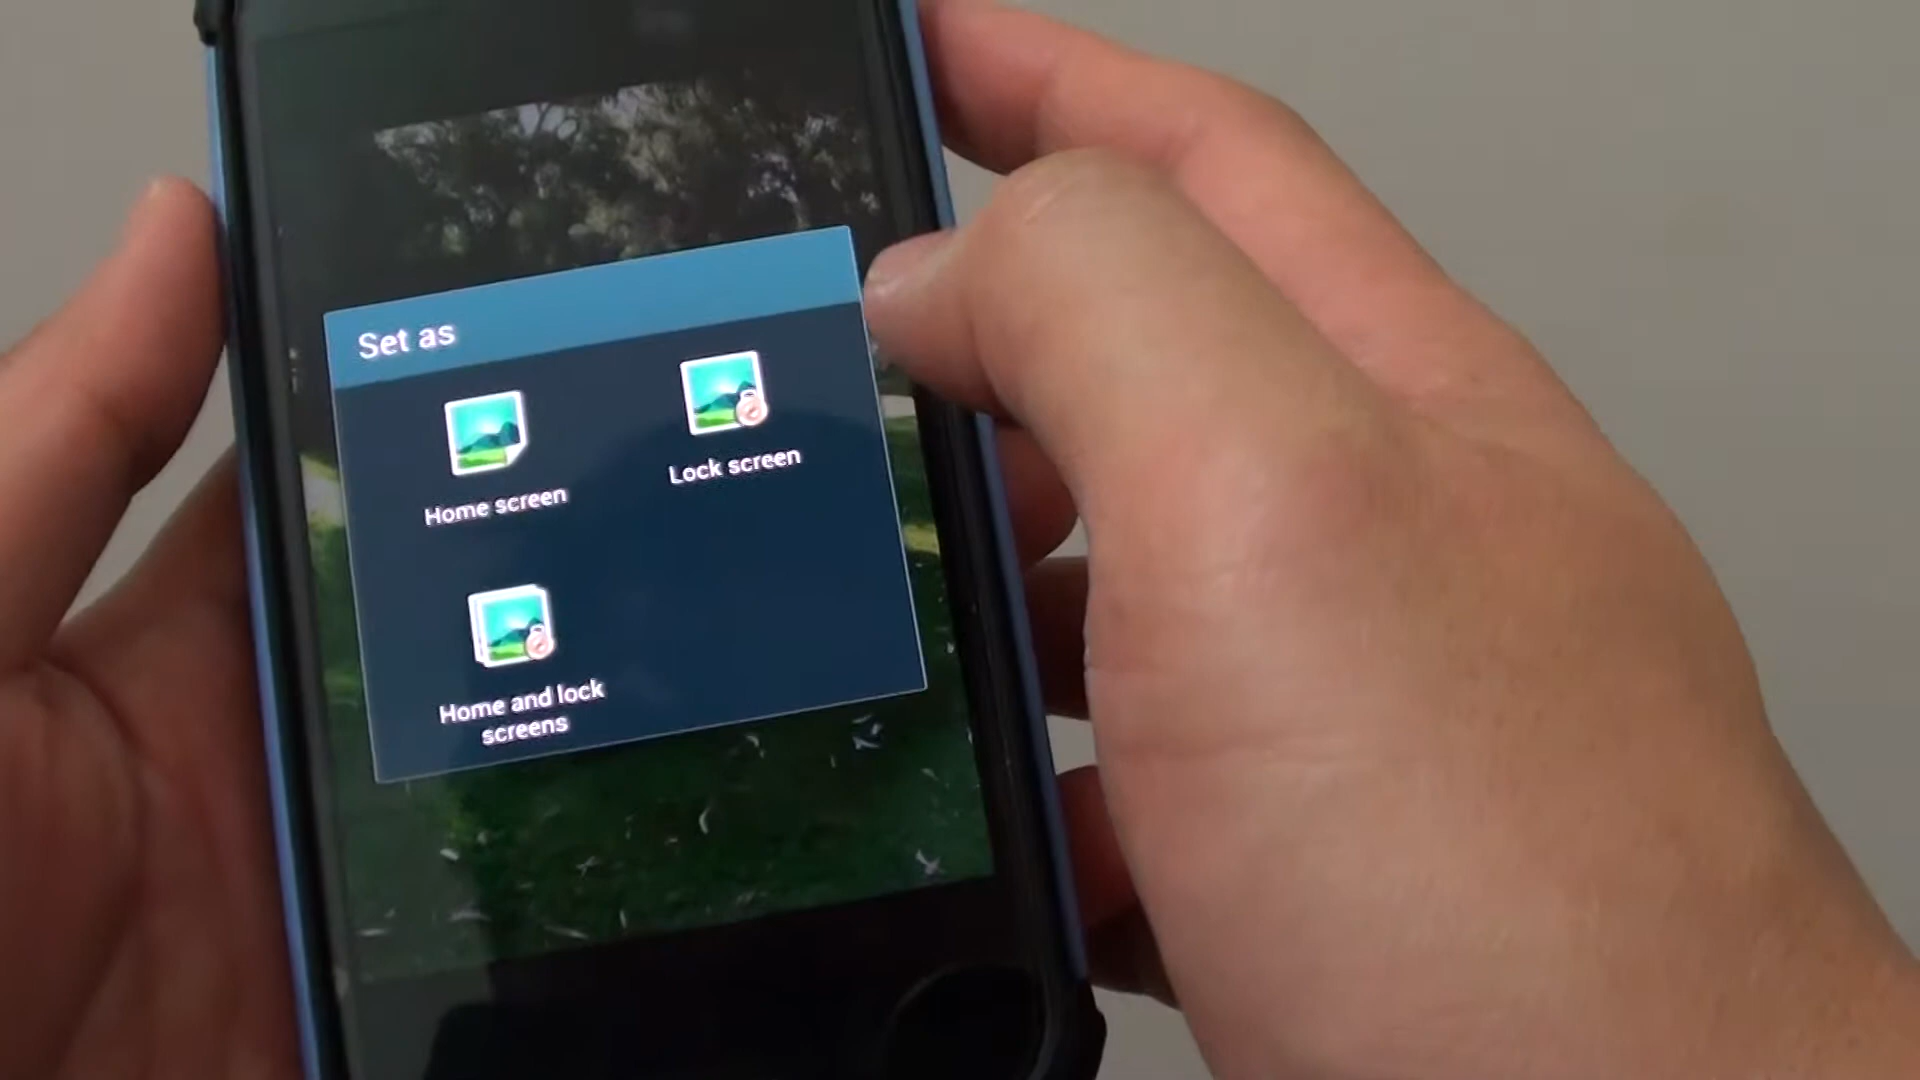 Set as
Home screen
Lock screen
Home and lock
screens